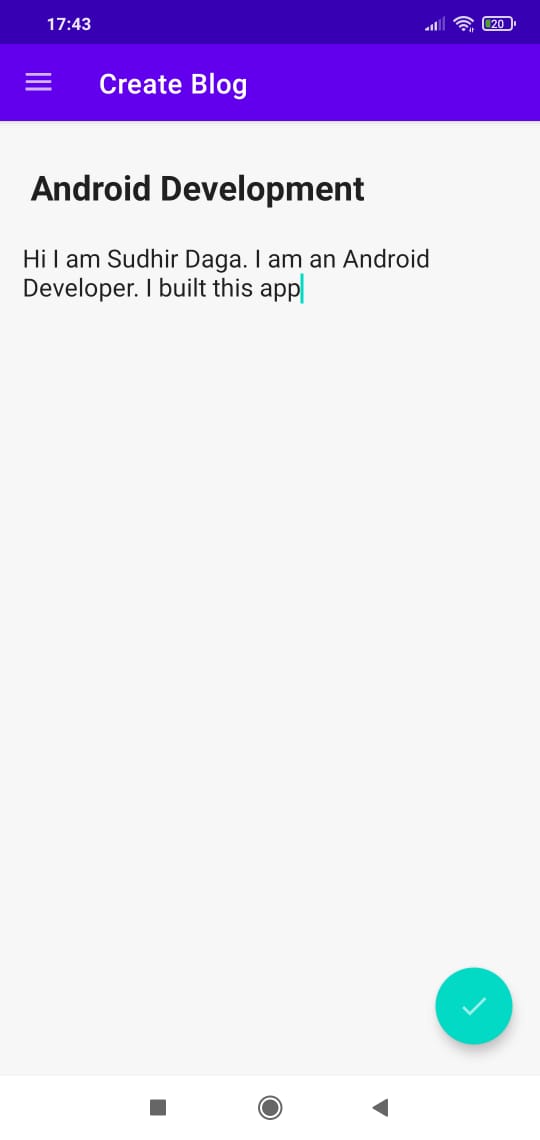 17:43
20
Create Blog
Android Development
Hi I am Sudhir Daga. I am an Android
Developer. I built this app